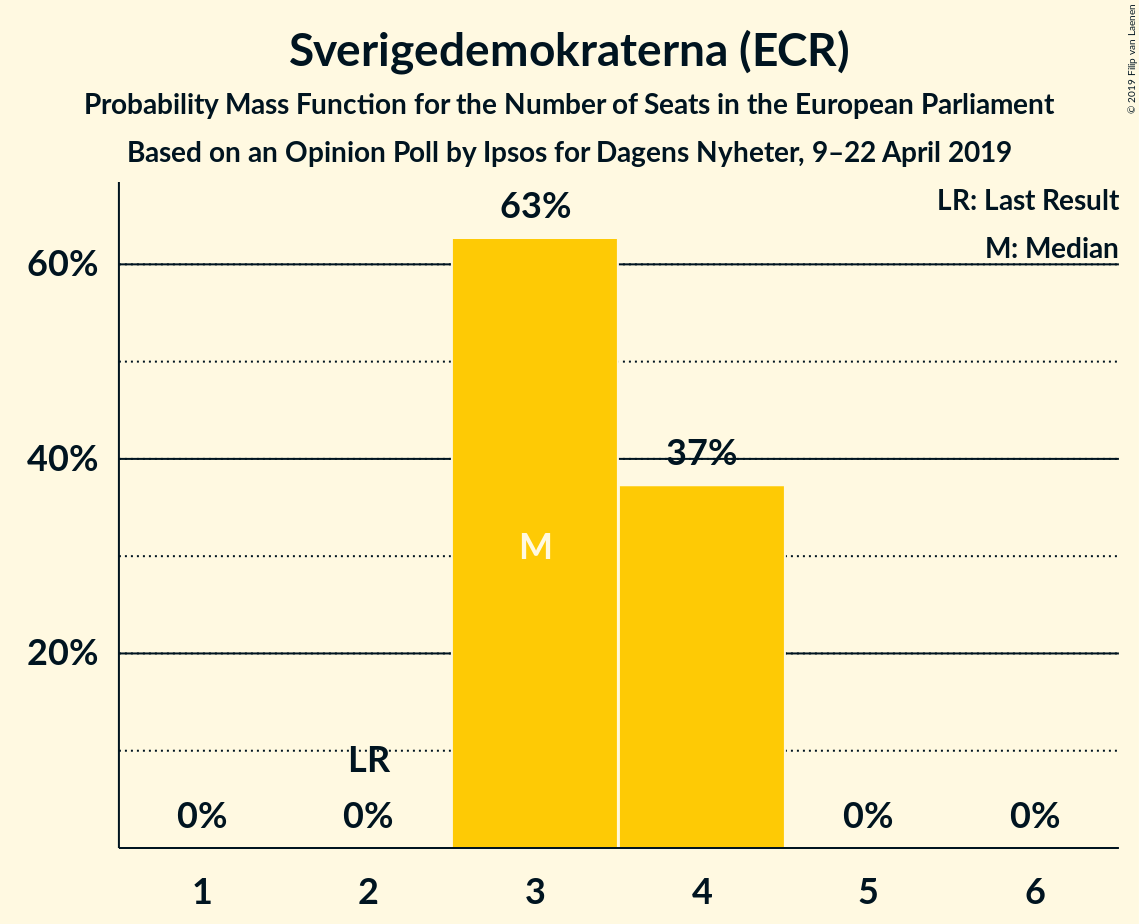 Sverigedemokraterna (ECR)
Probability Mass Function for the Number of Seats in the European Parliament
Based on an Opinion Poll by Ipsos for Dagens Nyheter, 9–22 April 2019
© 2019 Filip van Laenen
LR: Last Result
M: Median
63%
60%
40%
37%
M
20%
LR
0% 0% 0% 0%
1 2 3 4 5 6